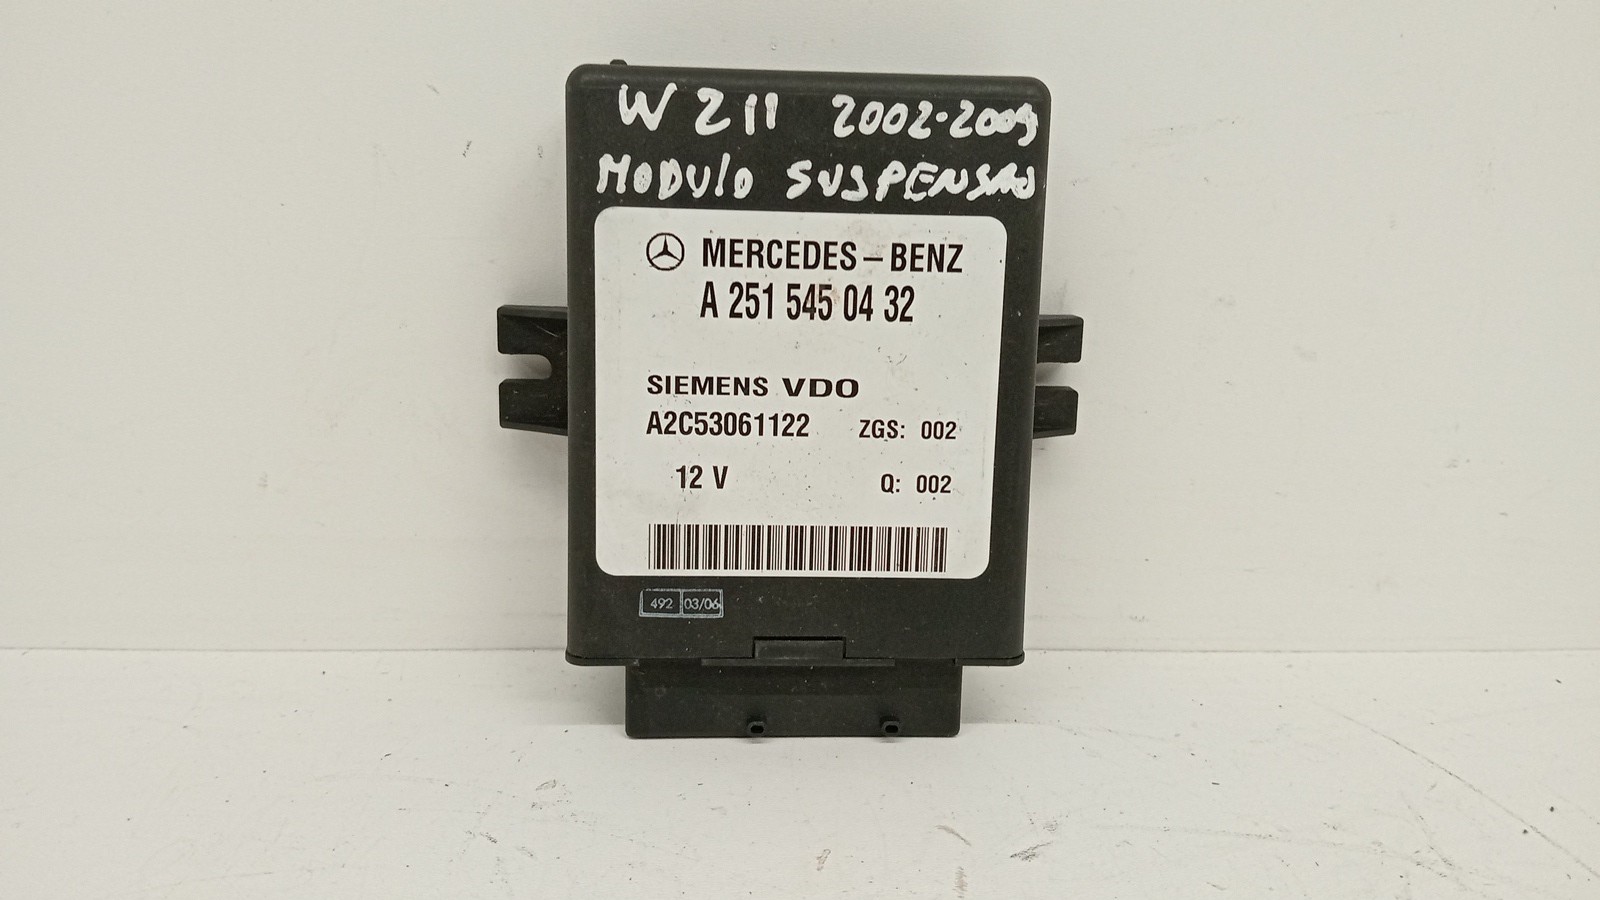 W211 2002-2009
MODULO SUSPENSAO
MERCEDES-BENZ
A 251 545 04 32
SIEMENS VDO
A2C53061122 ZGS: 002
12 V Q: 002
492 03/06